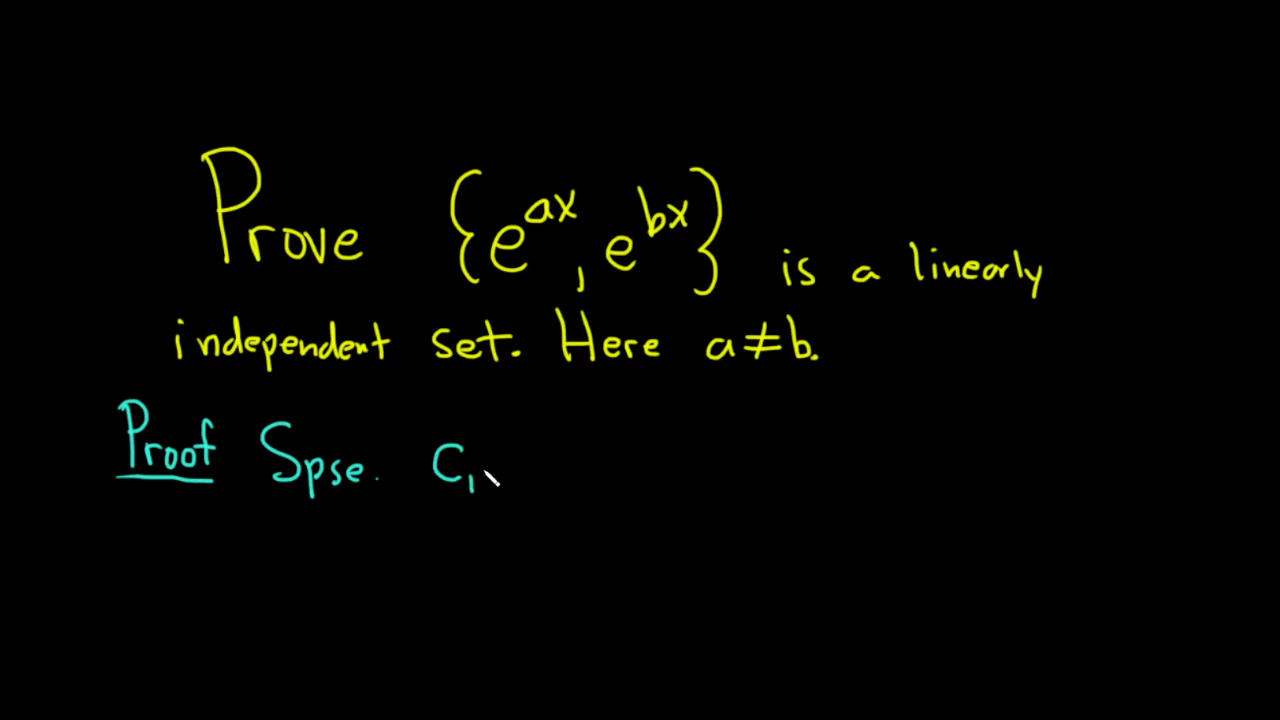 Prove {e^{ax}, e^{bx}} is a linearly
independent set. Here a ≠ b.
Proof Spse. C₁